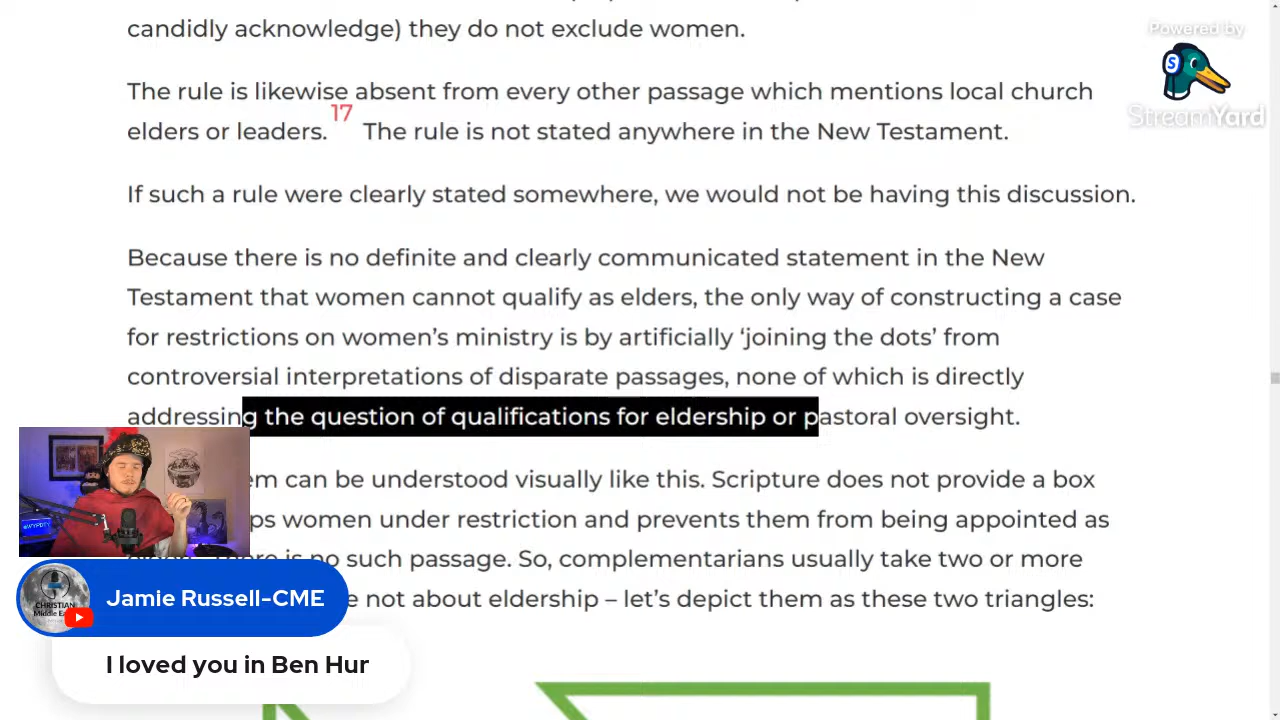 candidly acknowledge) they do not exclude women.
Powered by
S
StreamYard
The rule is likewise absent from every other passage which mentions local church
elders or leaders.17 The rule is not stated anywhere in the New Testament.
If such a rule were clearly stated somewhere, we would not be having this discussion.
Because there is no definite and clearly communicated statement in the New
Testament that women cannot qualify as elders, the only way of constructing a case
for restrictions on women’s ministry is by artificially ‘joining the dots’ from
controversial interpretations of disparate passages, none of which is directly
addressing the question of qualifications for eldership or pastoral oversight.
em can be understood visually like this. Scripture does not provide a box
ps women under restriction and prevents them from being appointed as
is no such passage. So, complementarians usually take two or more
e not about eldership – let’s depict them as these two triangles:
CHRISTIAN
Jamie Russell-CME
I loved you in Ben Hur